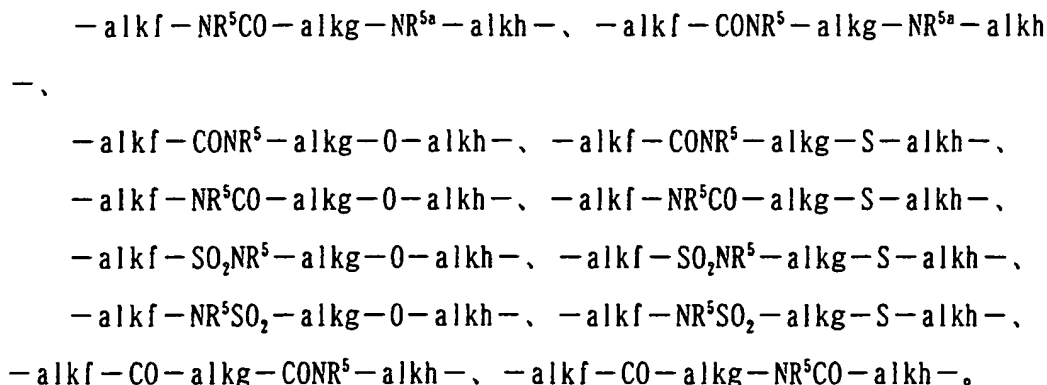 －alkf－NR⁵CO－alkg－NR⁵ᵃ－alkh－、－alkf－CONR⁵－alkg－NR⁵ᵃ－alkh
－、
－alkf－CONR⁵－alkg－O－alkh－、－alkf－CONR⁵－alkg－S－alkh－、
－alkf－NR⁵CO－alkg－O－alkh－、－alkf－NR⁵CO－alkg－S－alkh－、
－alkf－SO₂NR⁵－alkg－O－alkh－、－alkf－SO₂NR⁵－alkg－S－alkh－、
－alkf－NR⁵SO₂－alkg－O－alkh－、－alkf－NR⁵SO₂－alkg－S－alkh－、
－alkf－CO－alkg－CONR⁵－alkh－、－alkf－CO－alkg－NR⁵CO－alkh－。